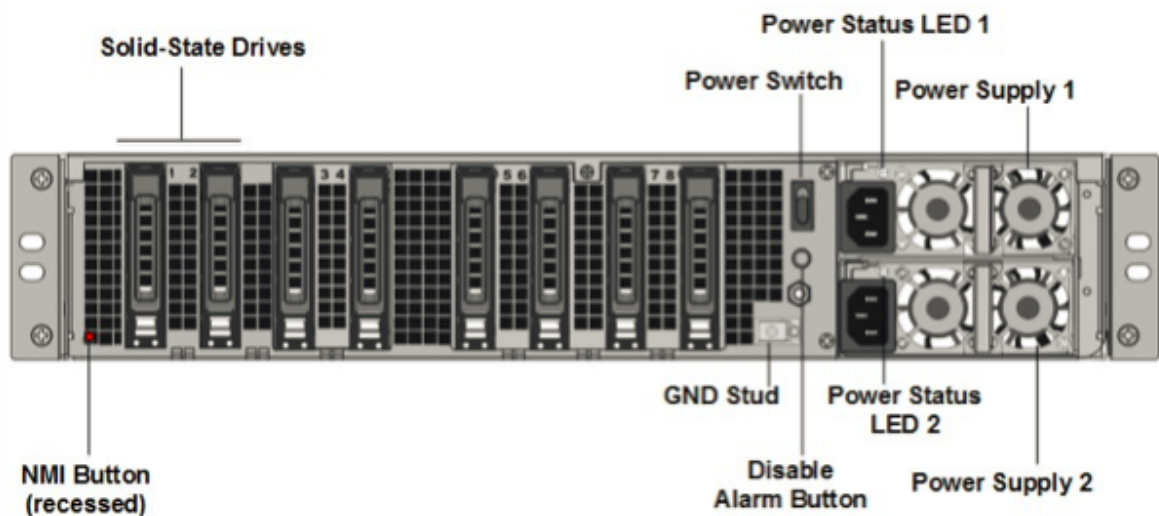 Power Status LED 1
Solid-State Drives
Power Switch
Power Supply 1
1 2
3 4
5 6
7 8
GND Stud
Power Status
LED 2
NMI Button
(recessed)
Disable
Alarm Button
Power Supply 2